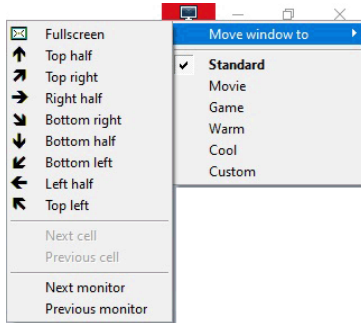 Move window to
Standard
Movie
Game
Warm
Cool
Custom
Fullscreen
Top half
Top right
Right half
Bottom right
Bottom half
Bottom left
Left half
Top left
Next cell
Previous cell
Next monitor
Previous monitor